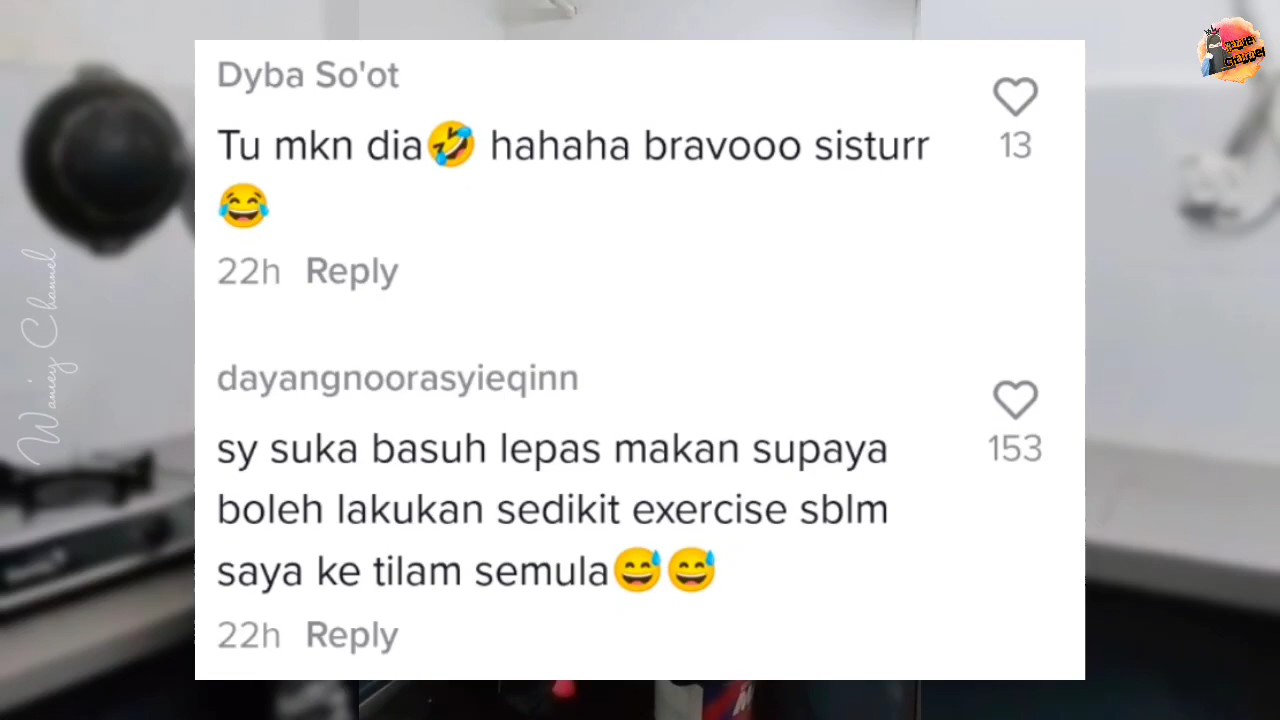 Dyba So'ot
Tu mkn dia🤣 hahaha bravooo sisturr
😂
13
22h Reply
dayangnoorasyieqinn
sy suka basuh lepas makan supaya
boleh lakukan sedikit exercise sblm
saya ke tilam semula😅😅
153
22h Reply
Waniey Channel